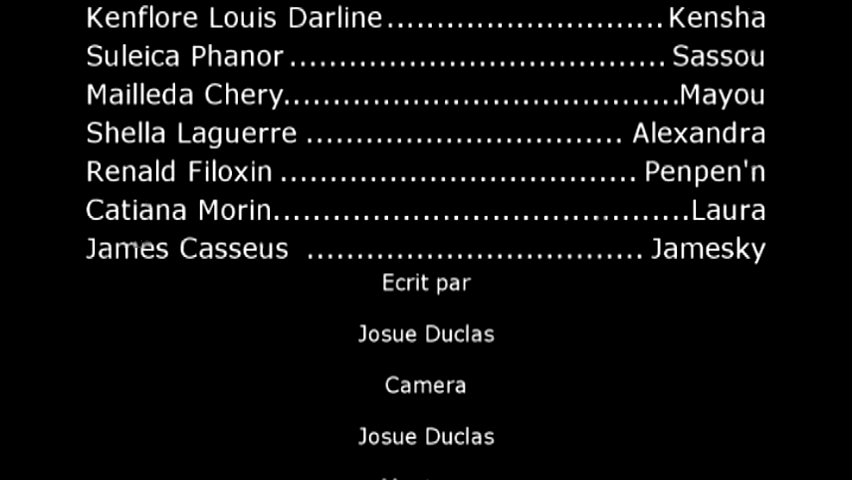 Kenflore Louis Darline.................................Kensha
Suleica Phanor ...................................... Sassou
Mailleda Chery........................................Mayou
Shella Laguerre ................................ Alexandra
Renald Filoxin .................................... Penpen'n
Catiana Morin..........................................Laura
James Casseus .................................. Jamesky
Ecrit par
Josue Duclas
Camera
Josue Duclas